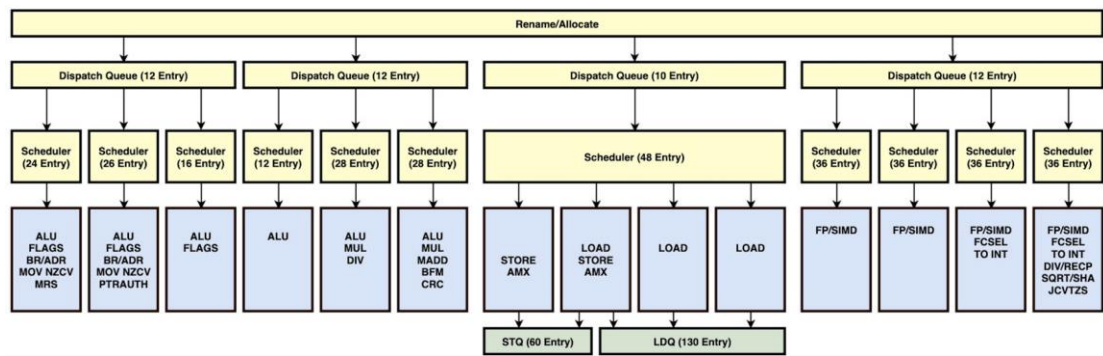 Rename/Allocate
Dispatch Queue (12 Entry)
Dispatch Queue (12 Entry)
Dispatch Queue (10 Entry)
Dispatch Queue (12 Entry)
Scheduler
(24 Entry)
Scheduler
(26 Entry)
Scheduler
(16 Entry)
Scheduler
(12 Entry)
Scheduler
(28 Entry)
Scheduler
(28 Entry)
Scheduler (48 Entry)
Scheduler
(36 Entry)
Scheduler
(36 Entry)
Scheduler
(36 Entry)
Scheduler
(36 Entry)
ALU
FLAGS
BR/ADR
MOV NZCV
MRS
ALU
FLAGS
BR/ADR
MOV NZCV
PTRAUTH
ALU
FLAGS
ALU
ALU
MUL
DIV
ALU
MUL
MADD
BFM
CRC
STORE
AMX
LOAD
STORE
AMX
LOAD
LOAD
FP/SIMD
FP/SIMD
FP/SIMD
FCSEL
TO INT
FP/SIMD
FCSEL
TO INT
DIV/RECP
SQRT/SHA
JCVTZS
STQ (60 Entry)
LDQ (130 Entry)